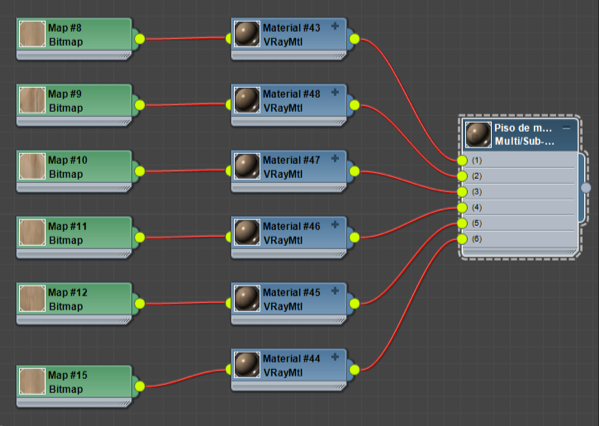 Map #8
Bitmap
Material #43
VRayMtl
Map #9
Bitmap
Material #48
VRayMtl
Piso de m...
Multi/Sub-...
(1)
(2)
(3)
(4)
(5)
(6)
Map #10
Bitmap
Material #47
VRayMtl
Map #11
Bitmap
Material #46
VRayMtl
Map #12
Bitmap
Material #45
VRayMtl
Map #15
Bitmap
Material #44
VRayMtl